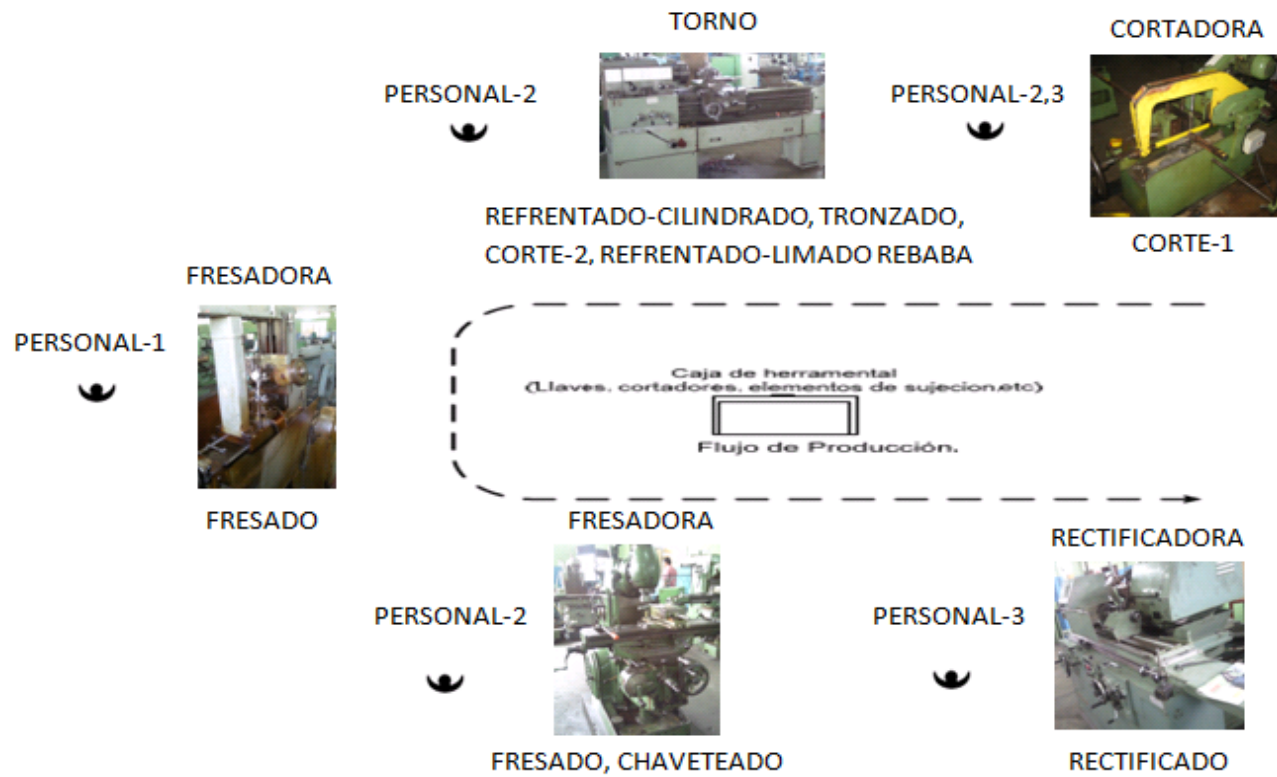 TORNO
CORTADORA
PERSONAL-2
PERSONAL-2,3
REFRENTADO-CILINDRADO, TRONZADO,
CORTE-2, REFRENTADO-LIMADO REBABA
CORTE-1
FRESADORA
PERSONAL-1
Caja de herramental
(Llaves, cortadores, elementos de sujecion,etc)
Flujo de Producción.
FRESADO
FRESADORA
RECTIFICADORA
PERSONAL-2
PERSONAL-3
FRESADO, CHAVETEADO
RECTIFICADO